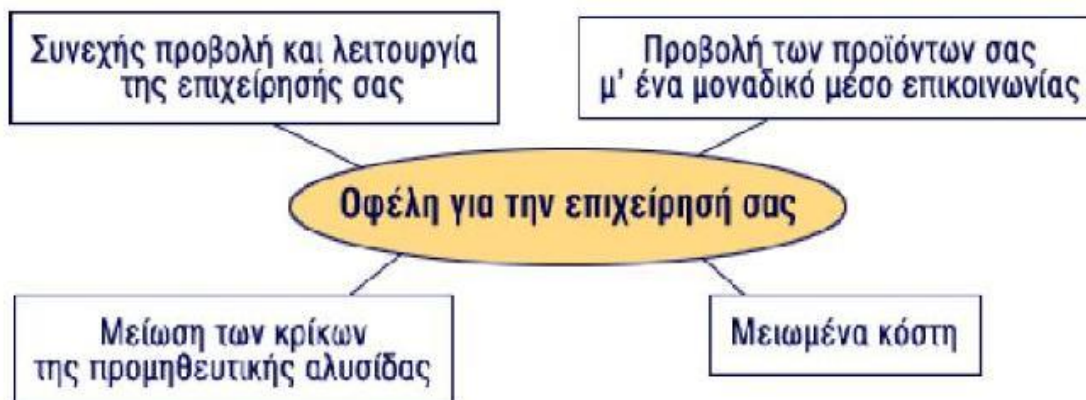 Συνεχής προβολή και λειτουργία
της επιχείρησής σας
Προβολή των προϊόντων σας
μ' ένα μοναδικό μέσο επικοινωνίας
Οφέλη για την επιχείρησή σας
Μείωση των κρίκων
της προμηθευτικής αλυσίδας
Μειωμένα κόστη